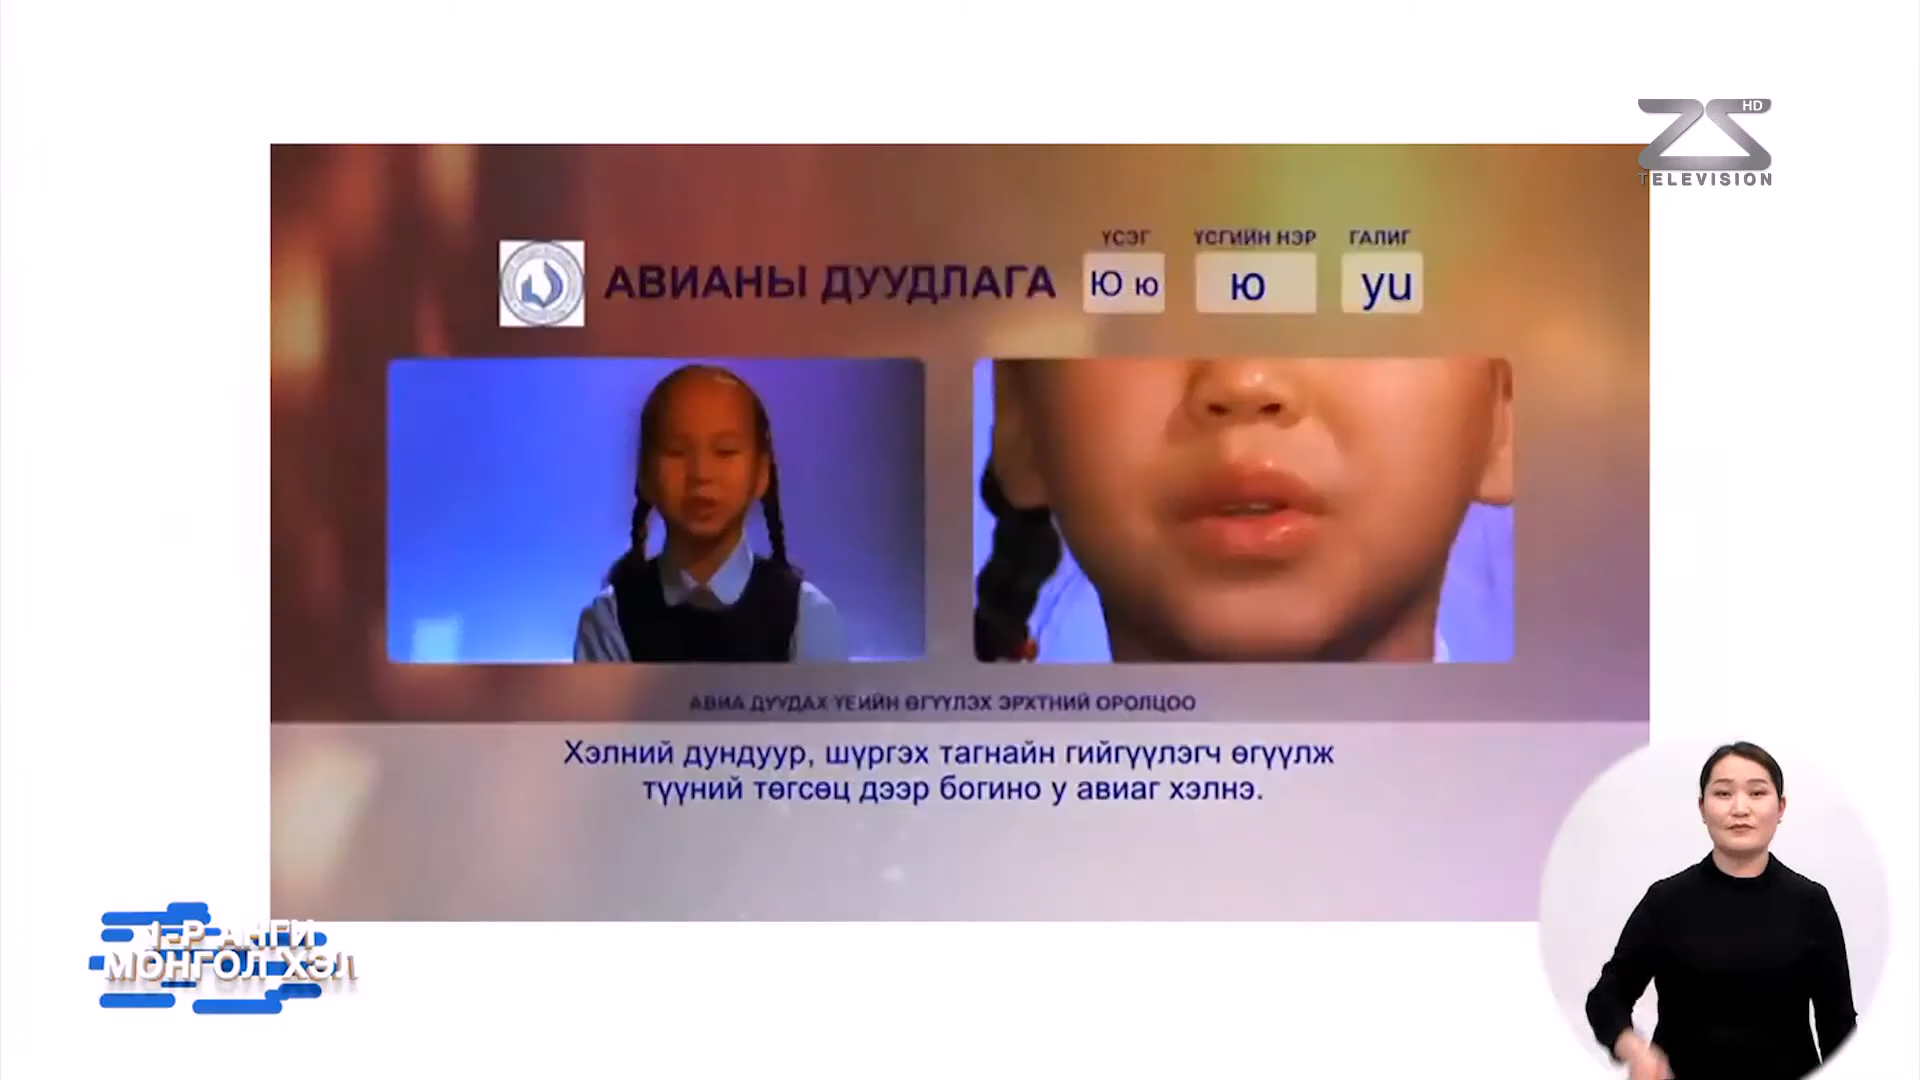 HD
TELEVISION
ҮСЭГ ҮСГИЙН НЭР ГАЛИГ
АВИАНЫ ДУУДЛАГА Ю ю ю yu
АВИА ДУУДАХ ҮЕИЙН ӨГҮҮЛЭХ ЭРХТНИЙ ОРОЛЦОО
Хэлний дундуур, шүргэх тагнайн гийгүүлэгч өгүүлж
түүний төгсөц дээр богино у авиаг хэлнэ.
1-Р АНГИ
МОНГОЛ ХЭЛ